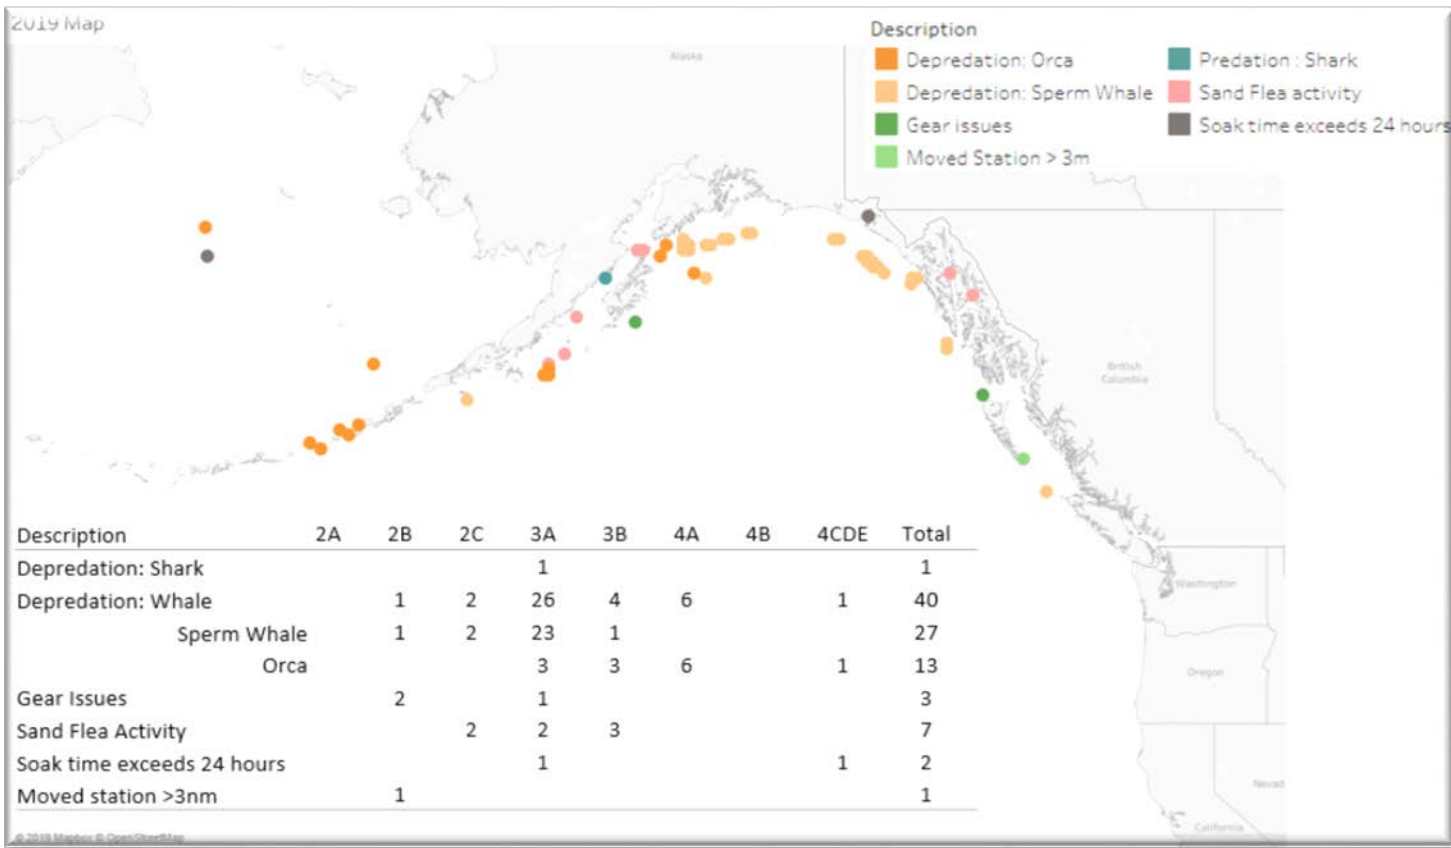 2019 Map
Description
Depredation: Orca
Predation : Shark
Depredation: Sperm Whale
Sand Flea activity
Gear issues
Soak time exceeds 24 hours
Moved Station > 3m
Alaska
British
Columbia
Washington
Oregon
Nevad
California
Description 2A 2B 2C 3A 3B 4A 4B 4CDE Total
Depredation: Shark 1 1
Depredation: Whale 1 2 26 4 6 1 40
Sperm Whale 1 2 23 1 27
Orca 3 3 6 1 13
Gear Issues 2 1 3
Sand Flea Activity 2 2 3 7
Soak time exceeds 24 hours 1 1 2
Moved station >3nm 1 1
© 2019 Mapbox © OpenStreetMap